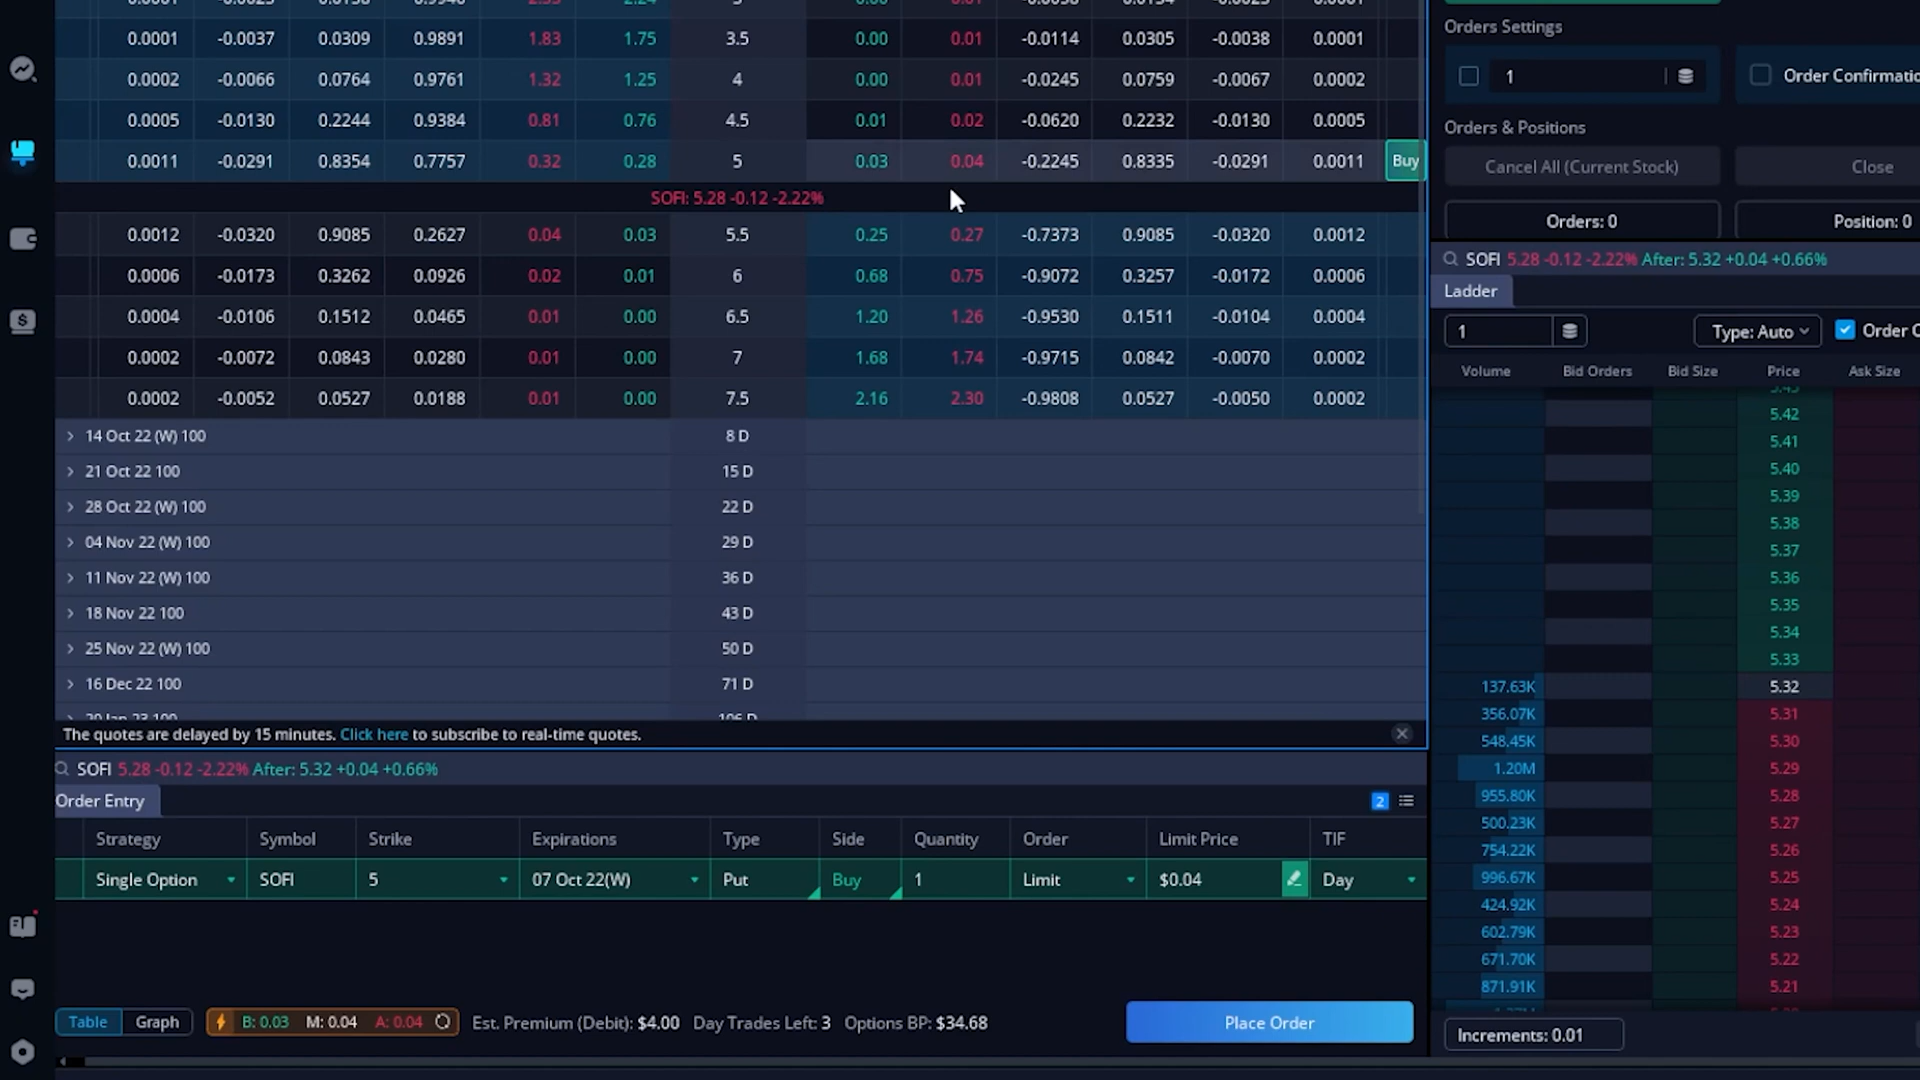 0.0001 -0.0037 0.0309 0.9891 1.83 1.75 3.5 0.00 0.01 -0.0114 0.0305 -0.0038 0.0001
0.0002 -0.0066 0.0764 0.9761 1.32 1.25 4 0.00 0.01 -0.0245 0.0759 -0.0067 0.0002
0.0005 -0.0130 0.2244 0.9384 0.81 0.76 4.5 0.01 0.02 -0.0620 0.2232 -0.0130 0.0005
0.0011 -0.0291 0.8354 0.7757 0.32 0.28 5 0.03 0.04 -0.2245 0.8335 -0.0291 0.0011 Buy
SOFI: 5.28 -0.12 -2.22%
0.0012 -0.0320 0.9085 0.2627 0.04 0.03 5.5 0.25 0.27 -0.7373 0.9085 -0.0320 0.0012
0.0006 -0.0173 0.3262 0.0926 0.02 0.01 6 0.68 0.75 -0.9072 0.3257 -0.0172 0.0006
0.0004 -0.0106 0.1512 0.0465 0.01 0.00 6.5 1.20 1.26 -0.9530 0.1511 -0.0104 0.0004
0.0002 -0.0072 0.0843 0.0280 0.01 0.00 7 1.68 1.74 -0.9715 0.0842 -0.0070 0.0002
0.0002 -0.0052 0.0527 0.0188 0.01 0.00 7.5 2.16 2.30 -0.9808 0.0527 -0.0050 0.0002
14 Oct 22 (W) 100 8 D
21 Oct 22 100 15 D
28 Oct 22 (W) 100 22 D
04 Nov 22 (W) 100 29 D
11 Nov 22 (W) 100 36 D
18 Nov 22 100 43 D
25 Nov 22 (W) 100 50 D
16 Dec 22 100 71 D
20 Jan 23 100 106 D
The quotes are delayed by 15 minutes. Click here to subscribe to real-time quotes.
SOFI 5.28 -0.12 -2.22% After: 5.32 +0.04 +0.66%
Order Entry 2
Strategy Symbol Strike Expirations Type Side Quantity Order Limit Price TIF
Single Option SOFI 5 07 Oct 22(W) Put Buy 1 Limit $0.04 Day
Table Graph B: 0.03 M: 0.04 A: 0.04 Est. Premium (Debit): $4.00 Day Trades Left: 3 Options BP: $34.68 Place Order
Orders Settings
1 Order Confirmatio
Orders & Positions
Cancel All (Current Stock) Close
Orders: 0 Position: 0
SOFI 5.28 -0.12 -2.22% After: 5.32 +0.04 +0.66%
Ladder
1 Type: Auto Order C
Volume Bid Orders Bid Size Price Ask Size
5.42
5.41
5.40
5.39
5.38
5.37
5.36
5.35
5.34
5.33
137.63K 5.32
356.07K 5.31
548.45K 5.30
1.20M 5.29
955.80K 5.28
500.23K 5.27
754.22K 5.26
996.67K 5.25
424.92K 5.24
602.79K 5.23
671.70K 5.22
871.91K 5.21
Increments: 0.01